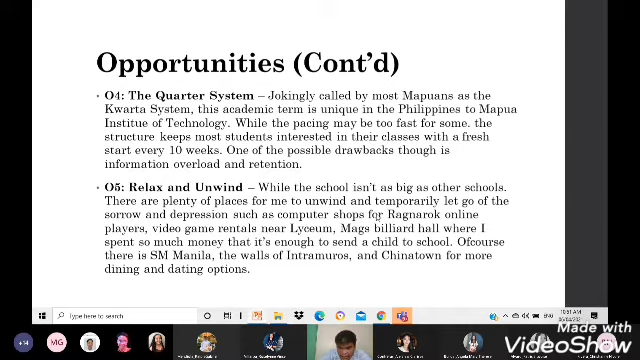 Opportunities (Cont'd)
• O4: The Quarter System – Jokingly called by most Mapuans as the
Kwarta System, this academic term is unique in the Philippines to Mapua
Institue of Technology. While the pacing may be too fast for some. the
structure keeps most students interested in their classes with a fresh
start every 10 weeks. One of the possible drawbacks though is
information overload and retention.
• O5: Relax and Unwind – While the school isn't as big as other schools.
There are plenty of places for me to unwind and temporarily let go of the
sorrow and depression such as computer shops for Ragnarok online
players, video game rentals near Lyceum, Mags billiard hall where I
spent so much money that it's enough to send a child to school. Ofcourse
there is SM Manila, the walls of Intramuros, and Chinatown for more
dining and dating options.
Type here to search
ENG
10:51 AM
Made with
VideoShow
+14
MG